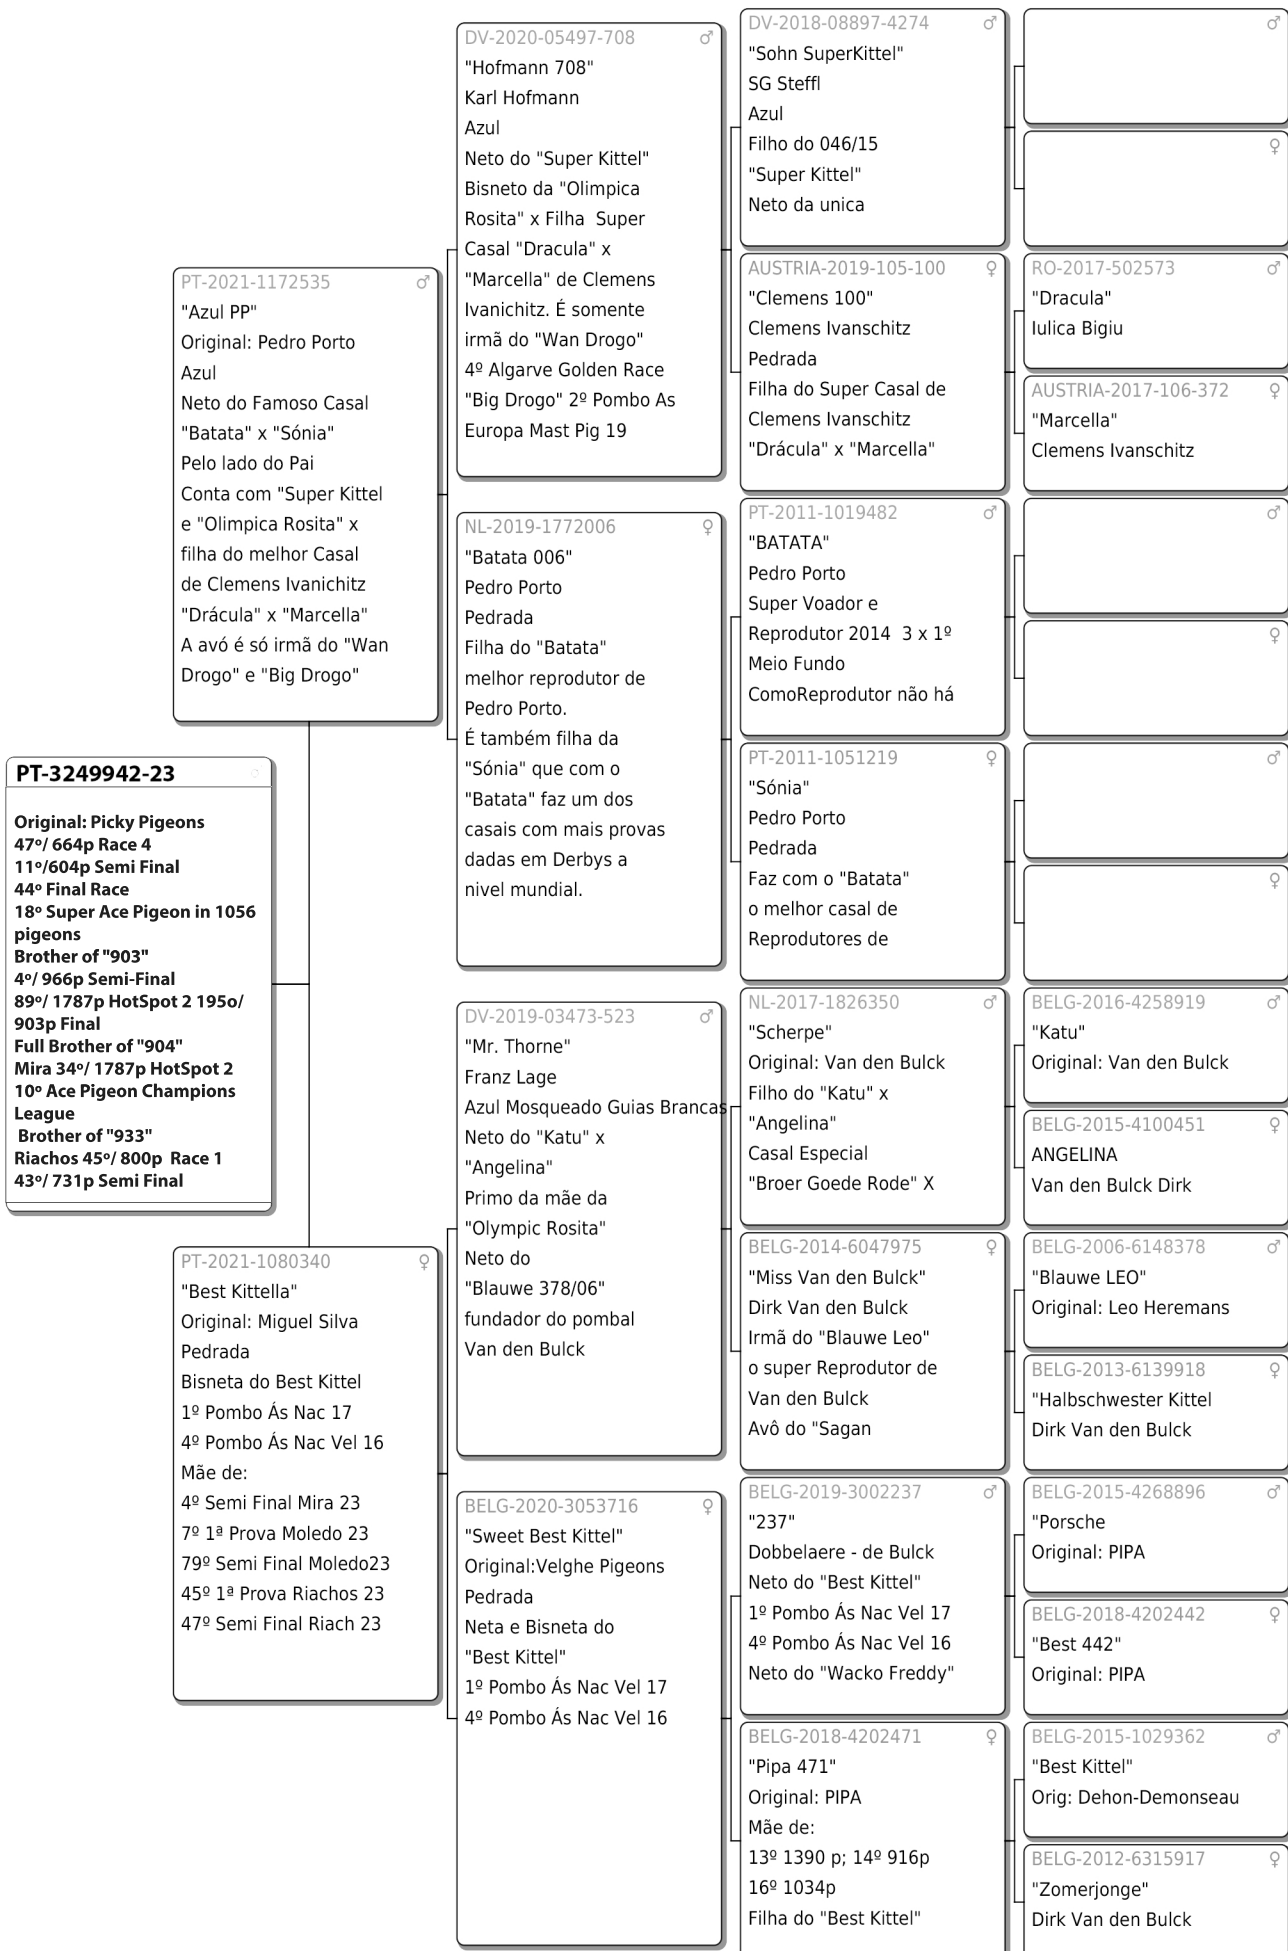 PT-3249942-23
Original: Picky Pigeons
47º/ 664p Race 4
11º/604p Semi Final
44º Final Race
18º Super Ace Pigeon in 1056
pigeons
Brother of "903"
4º/ 966p Semi-Final
89º/ 1787p HotSpot 2 195o/
903p Final
Full Brother of "904"
Mira 34º/ 1787p HotSpot 2
10º Ace Pigeon Champions
League
Brother of "933"
Riachos 45º/ 800p Race 1
43º/ 731p Semi Final
PT-2021-1172535 ♂
"Azul PP"
Original: Pedro Porto
Azul
Neto do Famoso Casal
"Batata" x "Sónia"
Pelo lado do Pai
Conta com "Super Kittel
e "Olimpica Rosita" x
filha do melhor Casal
de Clemens Ivanichitz
"Drácula" x "Marcella"
A avó é só irmã do "Wan
Drogo" e "Big Drogo"
PT-2021-1080340 ♀
"Best Kittella"
Original: Miguel Silva
Pedrada
Bisneta do Best Kittel
1º Pombo Ás Nac 17
4º Pombo Ás Nac Vel 16
Mãe de:
4º Semi Final Mira 23
7º 1ª Prova Moledo 23
79º Semi Final Moledo23
45º 1ª Prova Riachos 23
47º Semi Final Riach 23
DV-2020-05497-708 ♂
"Hofmann 708"
Karl Hofmann
Azul
Neto do "Super Kittel"
Bisneto da "Olimpica
Rosita" x Filha Super
Casal "Dracula" x
"Marcella" de Clemens
Ivanichitz. É somente
irmã do "Wan Drogo"
4º Algarve Golden Race
"Big Drogo" 2º Pombo As
Europa Mast Pig 19
NL-2019-1772006 ♀
"Batata 006"
Pedro Porto
Pedrada
Filha do "Batata"
melhor reprodutor de
Pedro Porto.
É também filha da
"Sónia" que com o
"Batata" faz um dos
casais com mais provas
dadas em Derbys a
nivel mundial.
DV-2019-03473-523 ♂
"Mr. Thorne"
Franz Lage
Azul Mosqueado Guias Brancas
Neto do "Katu" x
"Angelina"
Primo da mãe da
"Olympic Rosita"
Neto do
"Blauwe 378/06"
fundador do pombal
Van den Bulck
BELG-2020-3053716 ♀
"Sweet Best Kittel"
Original:Velghe Pigeons
Pedrada
Neta e Bisneta do
"Best Kittel"
1º Pombo Ás Nac Vel 17
4º Pombo Ás Nac Vel 16
DV-2018-08897-4274 ♂
"Sohn SuperKittel"
SG Steffl
Azul
Filho do 046/15
"Super Kittel"
Neto da unica
AUSTRIA-2019-105-100 ♀
"Clemens 100"
Clemens Ivanschitz
Pedrada
Filha do Super Casal de
Clemens Ivanschitz
"Drácula" x "Marcella"
PT-2011-1019482 ♂
"BATATA"
Pedro Porto
Super Voador e
Reprodutor 2014 3 x 1º
Meio Fundo
ComoReprodutor não há
PT-2011-1051219 ♀
"Sónia"
Pedro Porto
Pedrada
Faz com o "Batata"
o melhor casal de
Reprodutores de
NL-2017-1826350 ♂
"Scherpe"
Original: Van den Bulck
Filho do "Katu" x
"Angelina"
Casal Especial
"Broer Goede Rode" X
BELG-2014-6047975 ♀
"Miss Van den Bulck"
Dirk Van den Bulck
Irmã do "Blauwe Leo"
o super Reprodutor de
Van den Bulck
Avô do "Sagan
BELG-2019-3002237 ♂
"237"
Dobbelaere - de Bulck
Neto do "Best Kittel"
1º Pombo Ás Nac Vel 17
4º Pombo Ás Nac Vel 16
Neto do "Wacko Freddy"
BELG-2018-4202471 ♀
"Pipa 471"
Original: PIPA
Mãe de:
13º 1390 p; 14º 916p
16º 1034p
Filha do "Best Kittel"
♂
♀
RO-2017-502573 ♂
"Dracula"
Iulica Bigiu
AUSTRIA-2017-106-372 ♀
"Marcella"
Clemens Ivanschitz
♂
♀
♂
♀
BELG-2016-4258919 ♂
"Katu"
Original: Van den Bulck
BELG-2015-4100451 ♀
ANGELINA
Van den Bulck Dirk
BELG-2006-6148378 ♂
"Blauwe LEO"
Original: Leo Heremans
BELG-2013-6139918 ♀
"Halbschwester Kittel
Dirk Van den Bulck
BELG-2015-4268896 ♂
"Porsche
Original: PIPA
BELG-2018-4202442 ♀
"Best 442"
Original: PIPA
BELG-2015-1029362 ♂
"Best Kittel"
Orig: Dehon-Demonseau
BELG-2012-6315917 ♀
"Zomerjonge"
Dirk Van den Bulck